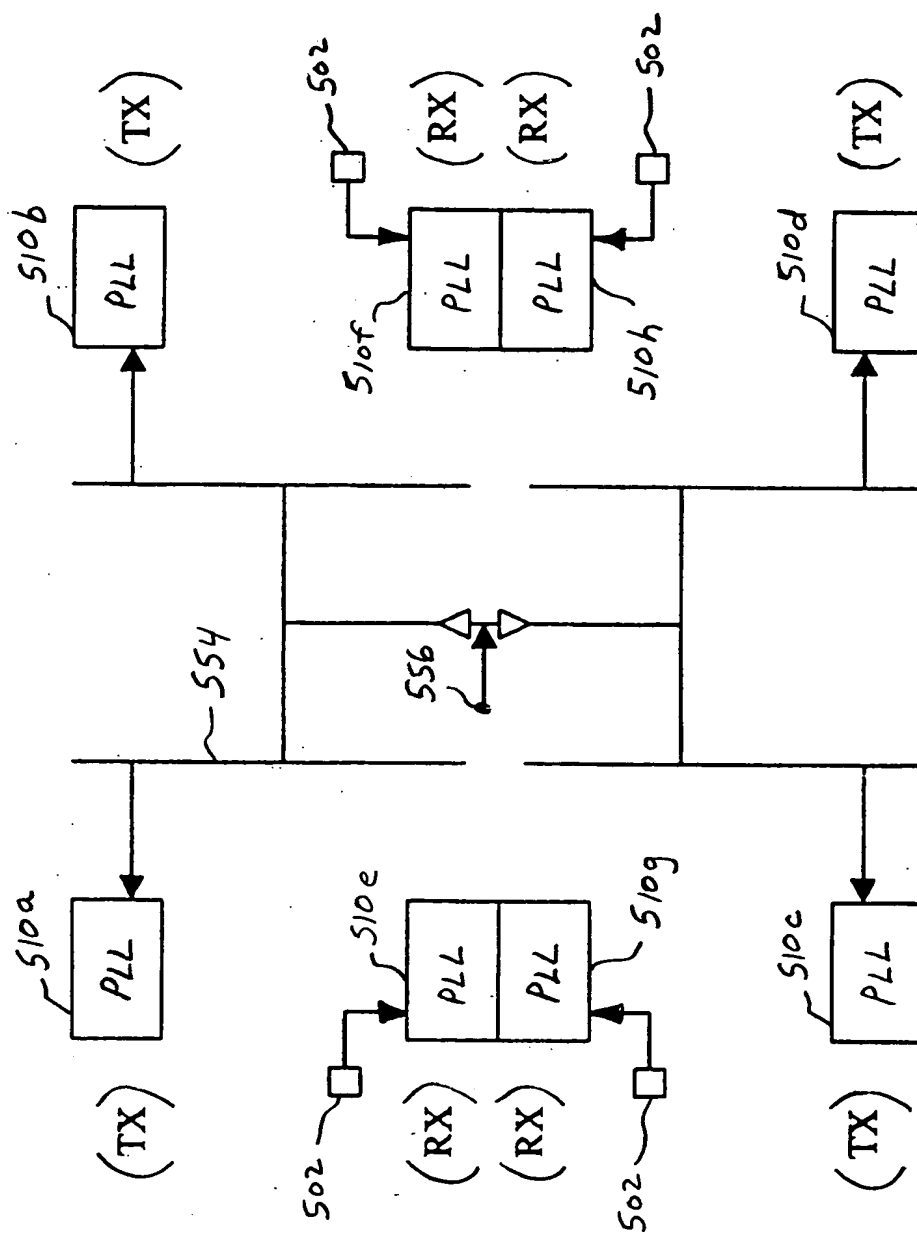 510a
510b
(TX)
PLL
PLL
(TX)
554
502
502
510e
510f
(RX)
PLL
556
PLL
(RX)
(RX)
PLL
PLL
(RX)
502
510g
510h
502
510c
510d
(TX)
PLL
PLL
(TX)